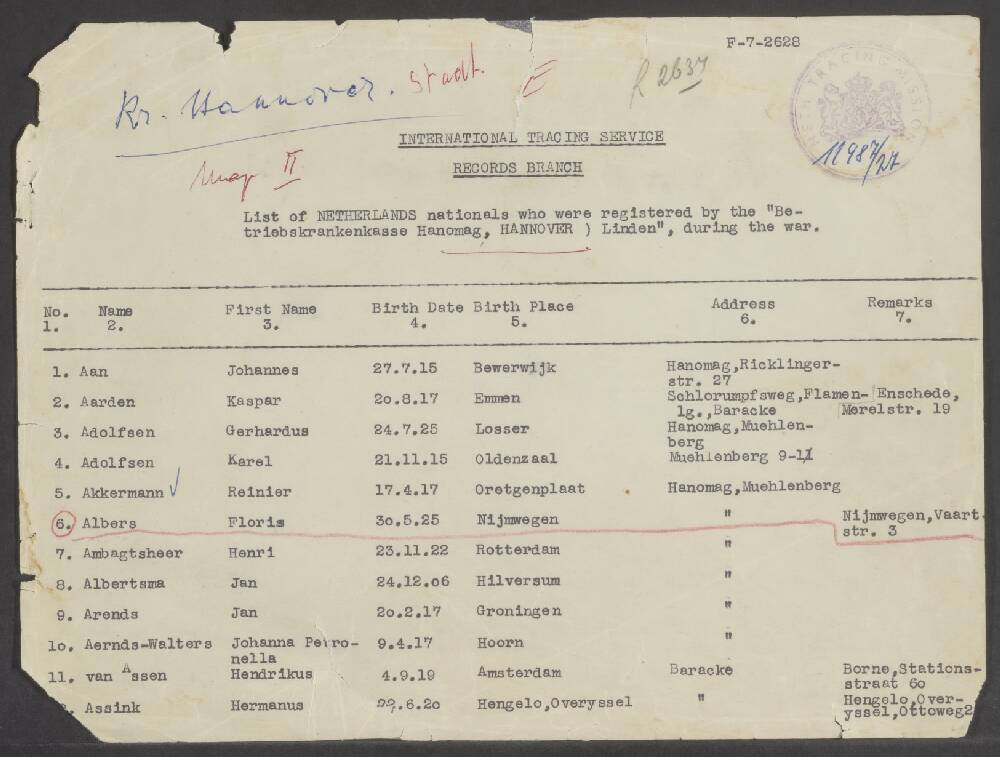 F-7-2628
Kr. Hannover. Stadt. E R 2637
NETH TRACING MISSION
11987/27
INTERNATIONAL TRACING SERVICE
RECORDS BRANCH
Map II
List of NETHERLANDS nationals who were registered by the "Be-
triebskrankenkasse Hanomag, HANNOVER ) Linden", during the war.
No. Name First Name Birth Date Birth Place Address Remarks
1. 2. 3. 4. 5. 6. 7.
1. Aan Johannes 27.7.15 Bewerwijk Hanomag,Ricklinger-
str. 27
2. Aarden Kaspar 2o.8.17 Emmen Schlorumpfsweg,Flamen- Enschede,
lg.,Baracke Merelstr. 19
3. Adolfsen Gerhardus 24.7.25 Losser Hanomag,Muehlen-
berg
4. Adolfsen Karel 21.11.15 Oldenzaal Muehlenberg 9-11
5. Akkermann Reinier 17.4.17 Oretgenplaat Hanomag,Muehlenberg
6. Albers Floris 3o.5.25 Nijmwegen " Nijmwegen,Vaart
str. 3
7. Ambagtsheer Henri 23.11.22 Rotterdam "
8. Albertsma Jan 24.12.o6 Hilversum "
9. Arends Jan 2o.2.17 Groningen "
1o. Aernds-Walters Johanna Petro- 9.4.17 Hoorn "
nella
11. van Assen Hendrikus 4.9.19 Amsterdam Baracke Borne,Stations-
straat 6o
Assink Hermanus .6.2o Hengelo,Overyssel " Hengelo,Over-
yssel,Ottoweg2